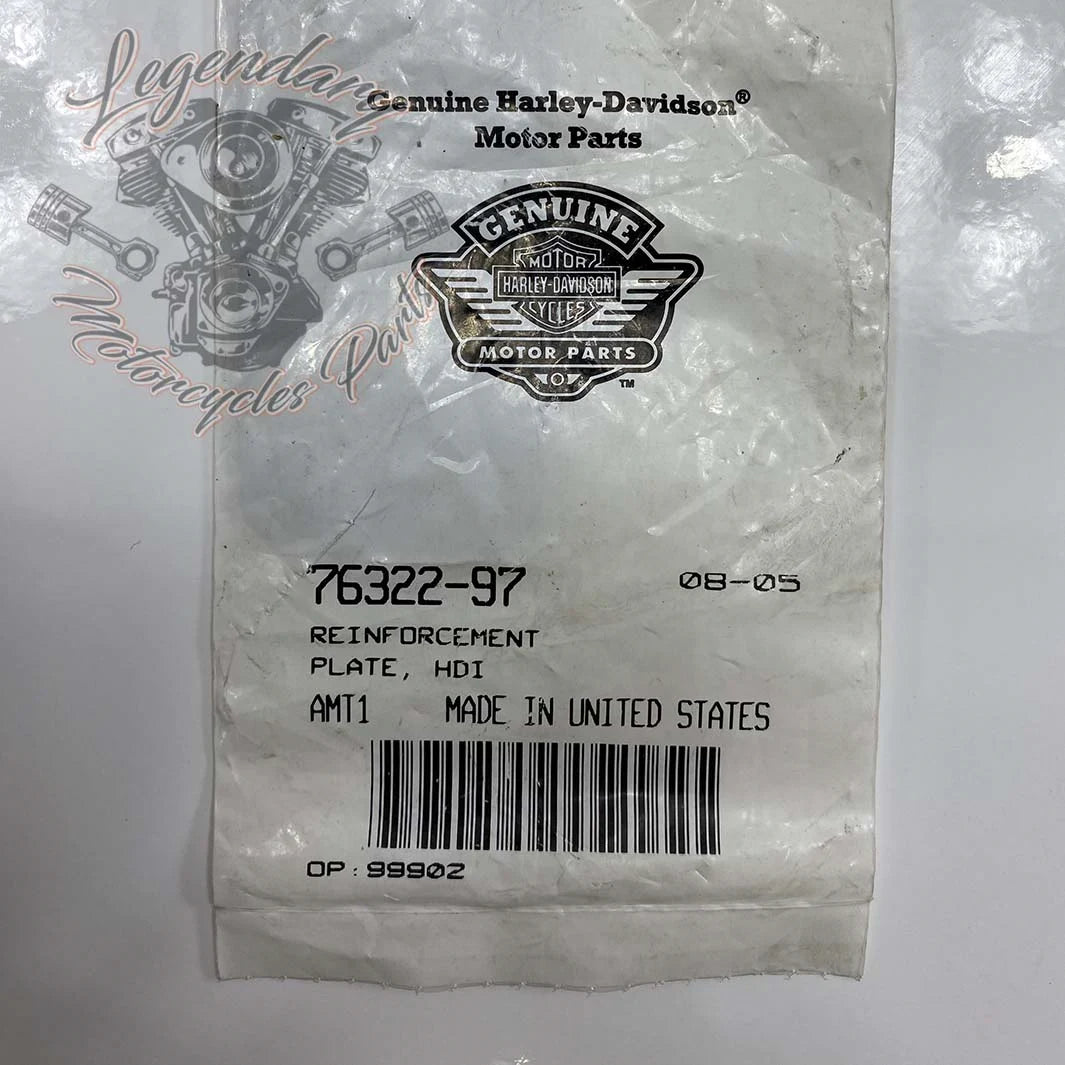 Legendary
Motorcycles Parts
Genuine Harley-Davidson®
Motor Parts
GENUINE
MOTOR
HARLEY-DAVIDSON
CYCLES
MOTOR PARTS
TM
76322-97 08-05
REINFORCEMENT
PLATE, HDI
AMT1 MADE IN UNITED STATES
OP: 99902